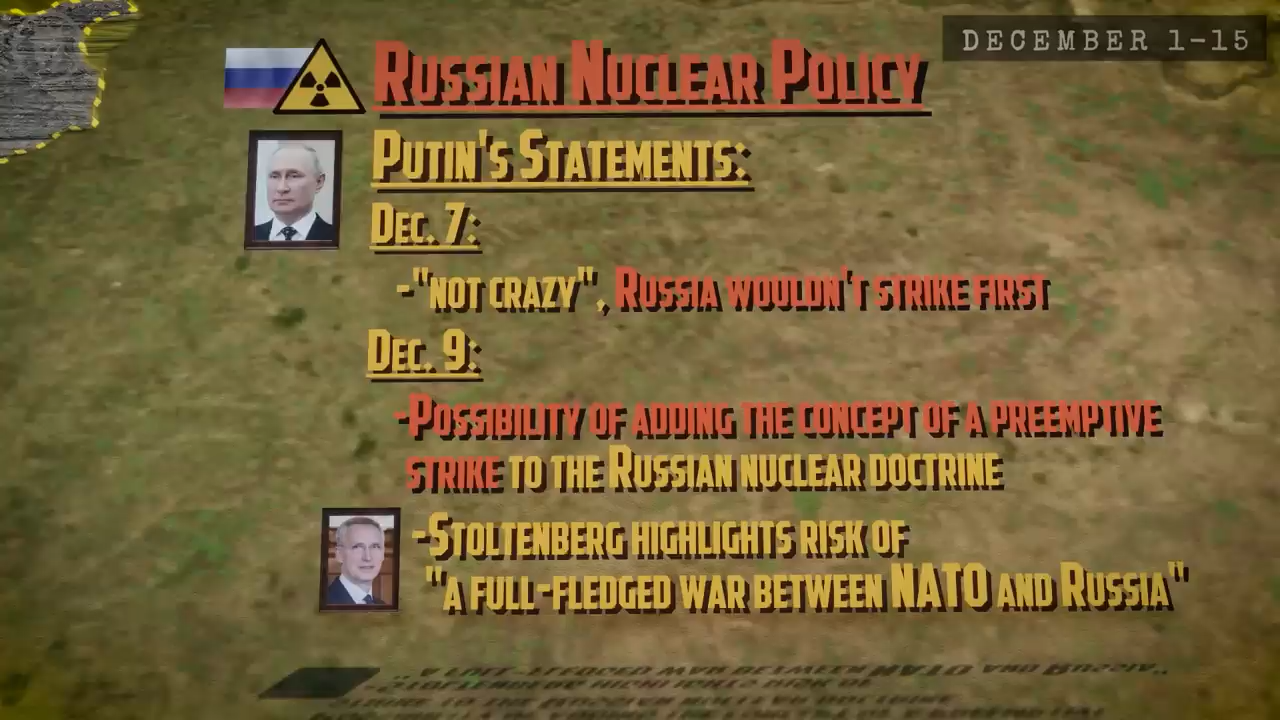 DECEMBER 1-15
RUSSIAN NUCLEAR POLICY
PUTIN'S STATEMENTS:
DEC. 7:
-"NOT CRAZY", RUSSIA WOULDN'T STRIKE FIRST
DEC. 9:
-POSSIBILITY OF ADDING THE CONCEPT OF A PREEMPTIVE
STRIKE TO THE RUSSIAN NUCLEAR DOCTRINE
-STOLTENBERG HIGHLIGHTS RISK OF
"A FULL-FLEDGED WAR BETWEEN NATO AND RUSSIA"